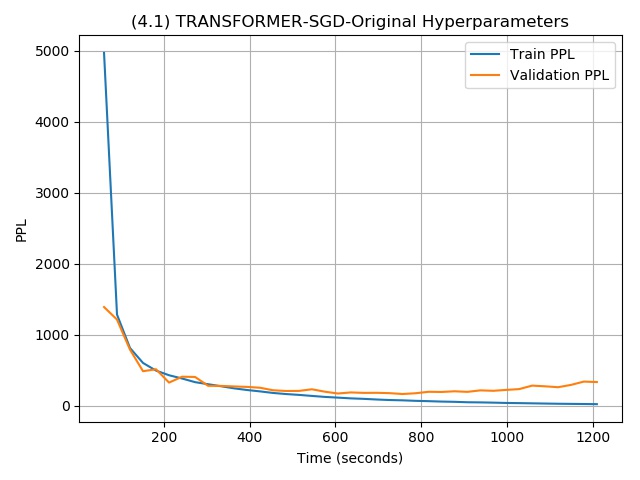 (4.1) TRANSFORMER-SGD-Original Hyperparameters
Train PPL
Validation PPL
PPL
5000
4000
3000
2000
1000
0
200 400 600 800 1000 1200
Time (seconds)